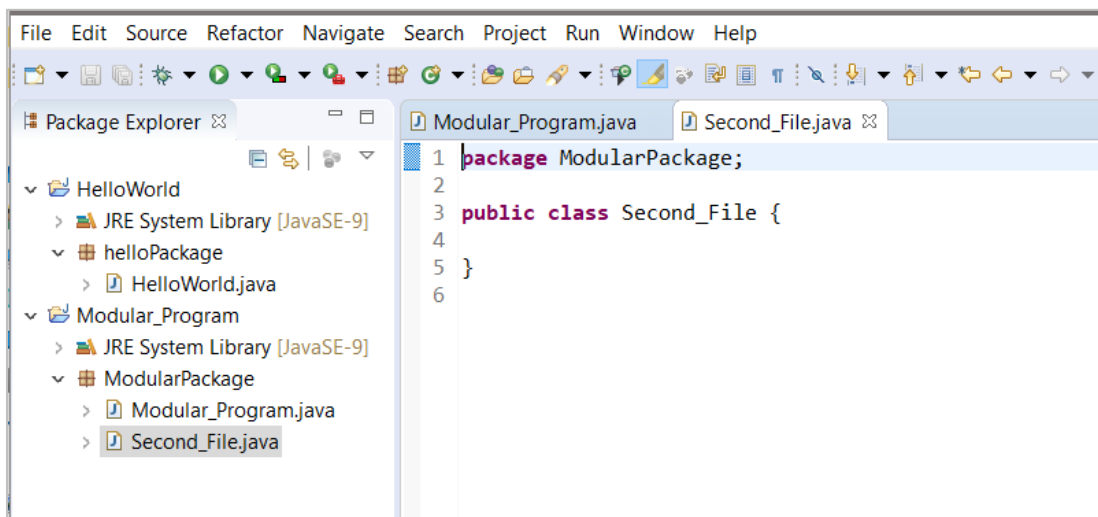 File Edit Source Refactor Navigate Search Project Run Window Help
Package Explorer
HelloWorld
JRE System Library [JavaSE-9]
helloPackage
HelloWorld.java
Modular_Program
JRE System Library [JavaSE-9]
ModularPackage
Modular_Program.java
Second_File.java
Modular_Program.java Second_File.java
1 package ModularPackage;
2
3 public class Second_File {
4
5 }
6